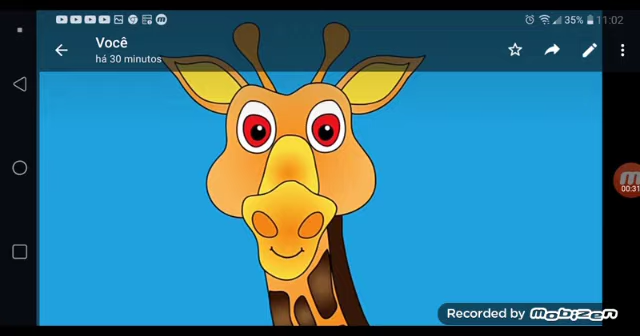 35% 11:02
Você
há 30 minutos
00:31
Recorded by mobizen